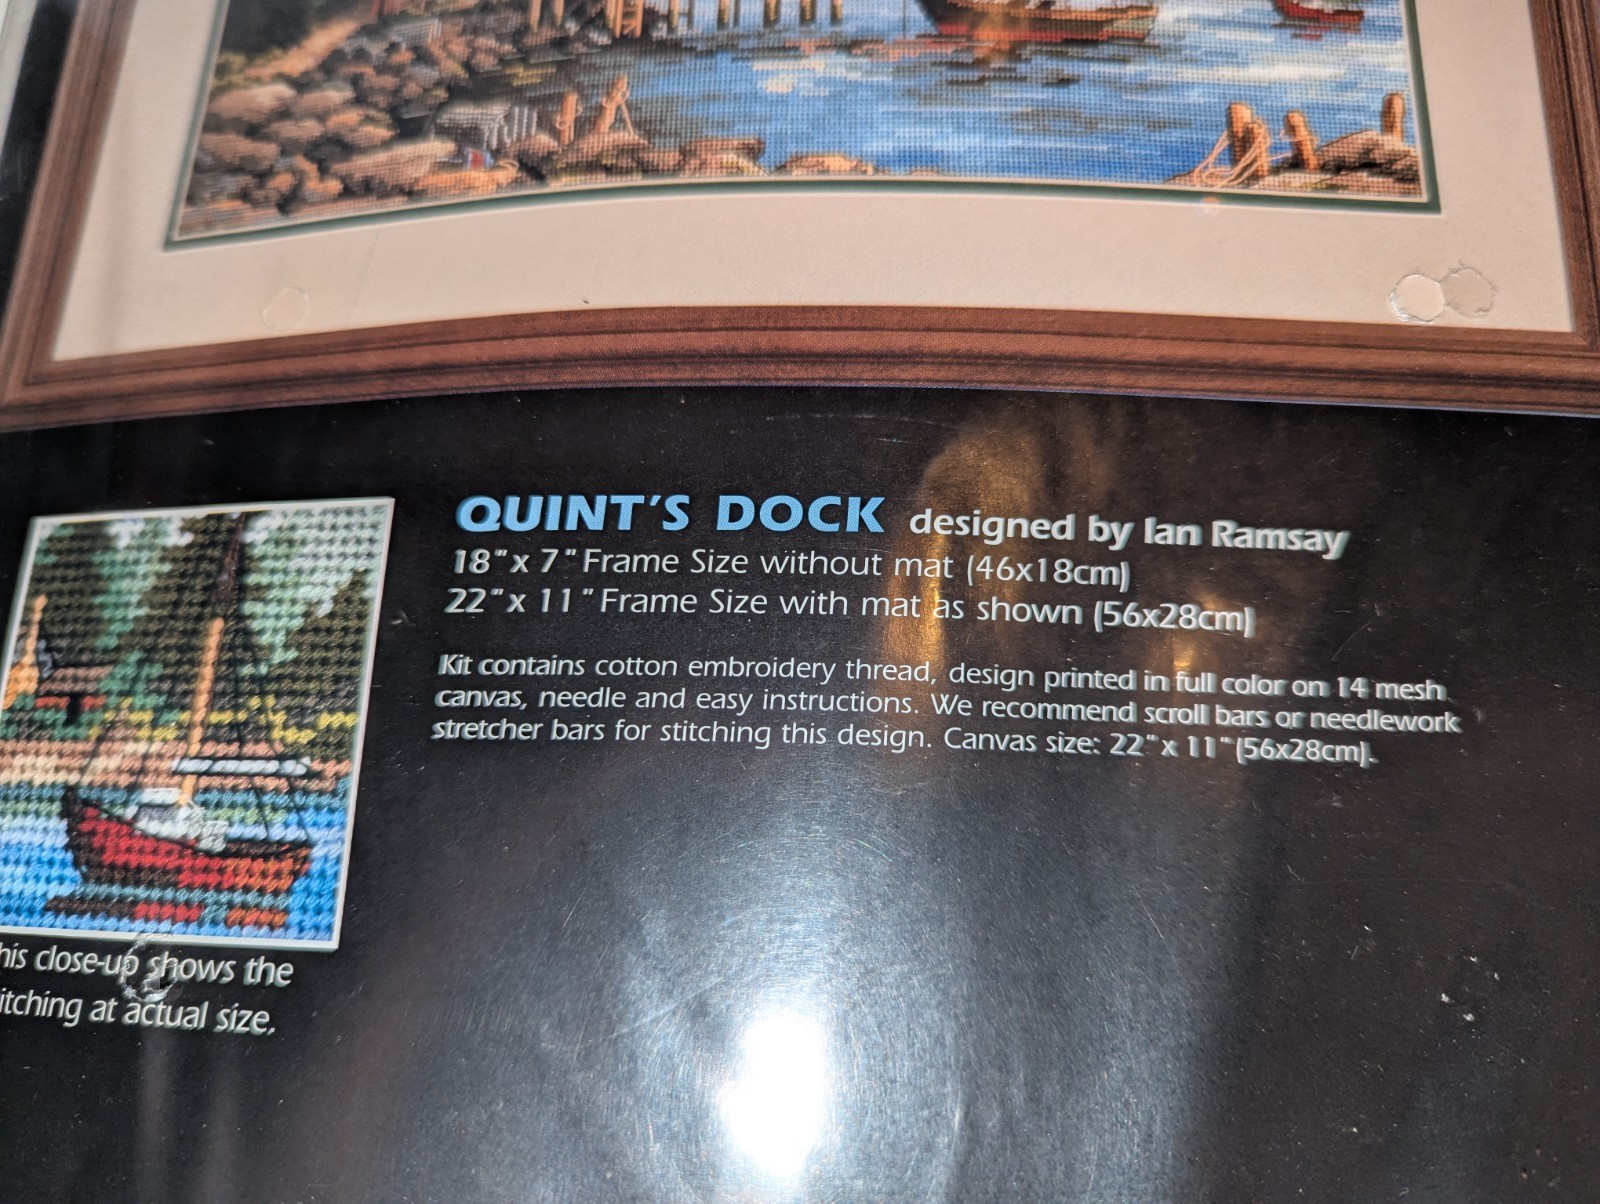 QUINT'S DOCK designed by Ian Ramsay
18"x 7" Frame Size without mat (46x18cm)
22"x 11" Frame Size with mat as shown (56x28cm)
Kit contains cotton embroidery thread, design printed in full color on 14 mesh
canvas, needle and easy instructions. We recommend scroll bars or needlework
stretcher bars for stitching this design. Canvas size: 22"x 11" (56x28cm).
his close-up shows the
itching at actual size.